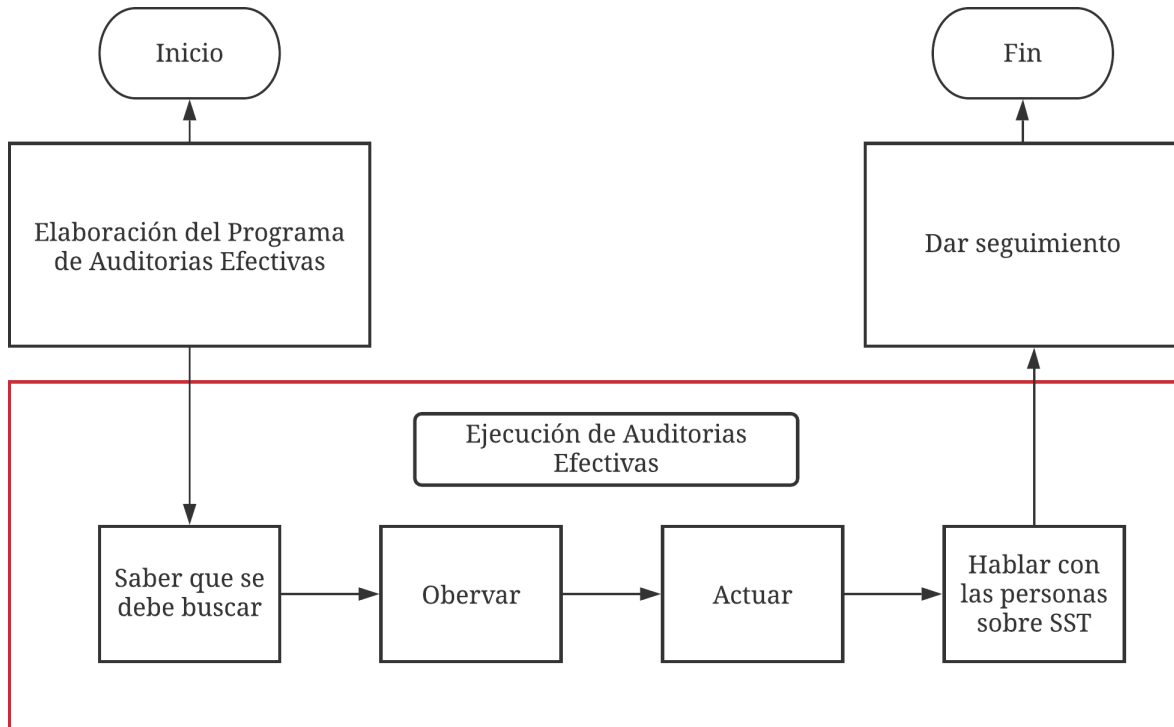 Inicio
Fin
Elaboración del Programa
de Auditorias Efectivas
Dar seguimiento
Ejecución de Auditorias
Efectivas
Saber que se
debe buscar
Obervar
Actuar
Hablar con
las personas
sobre SST